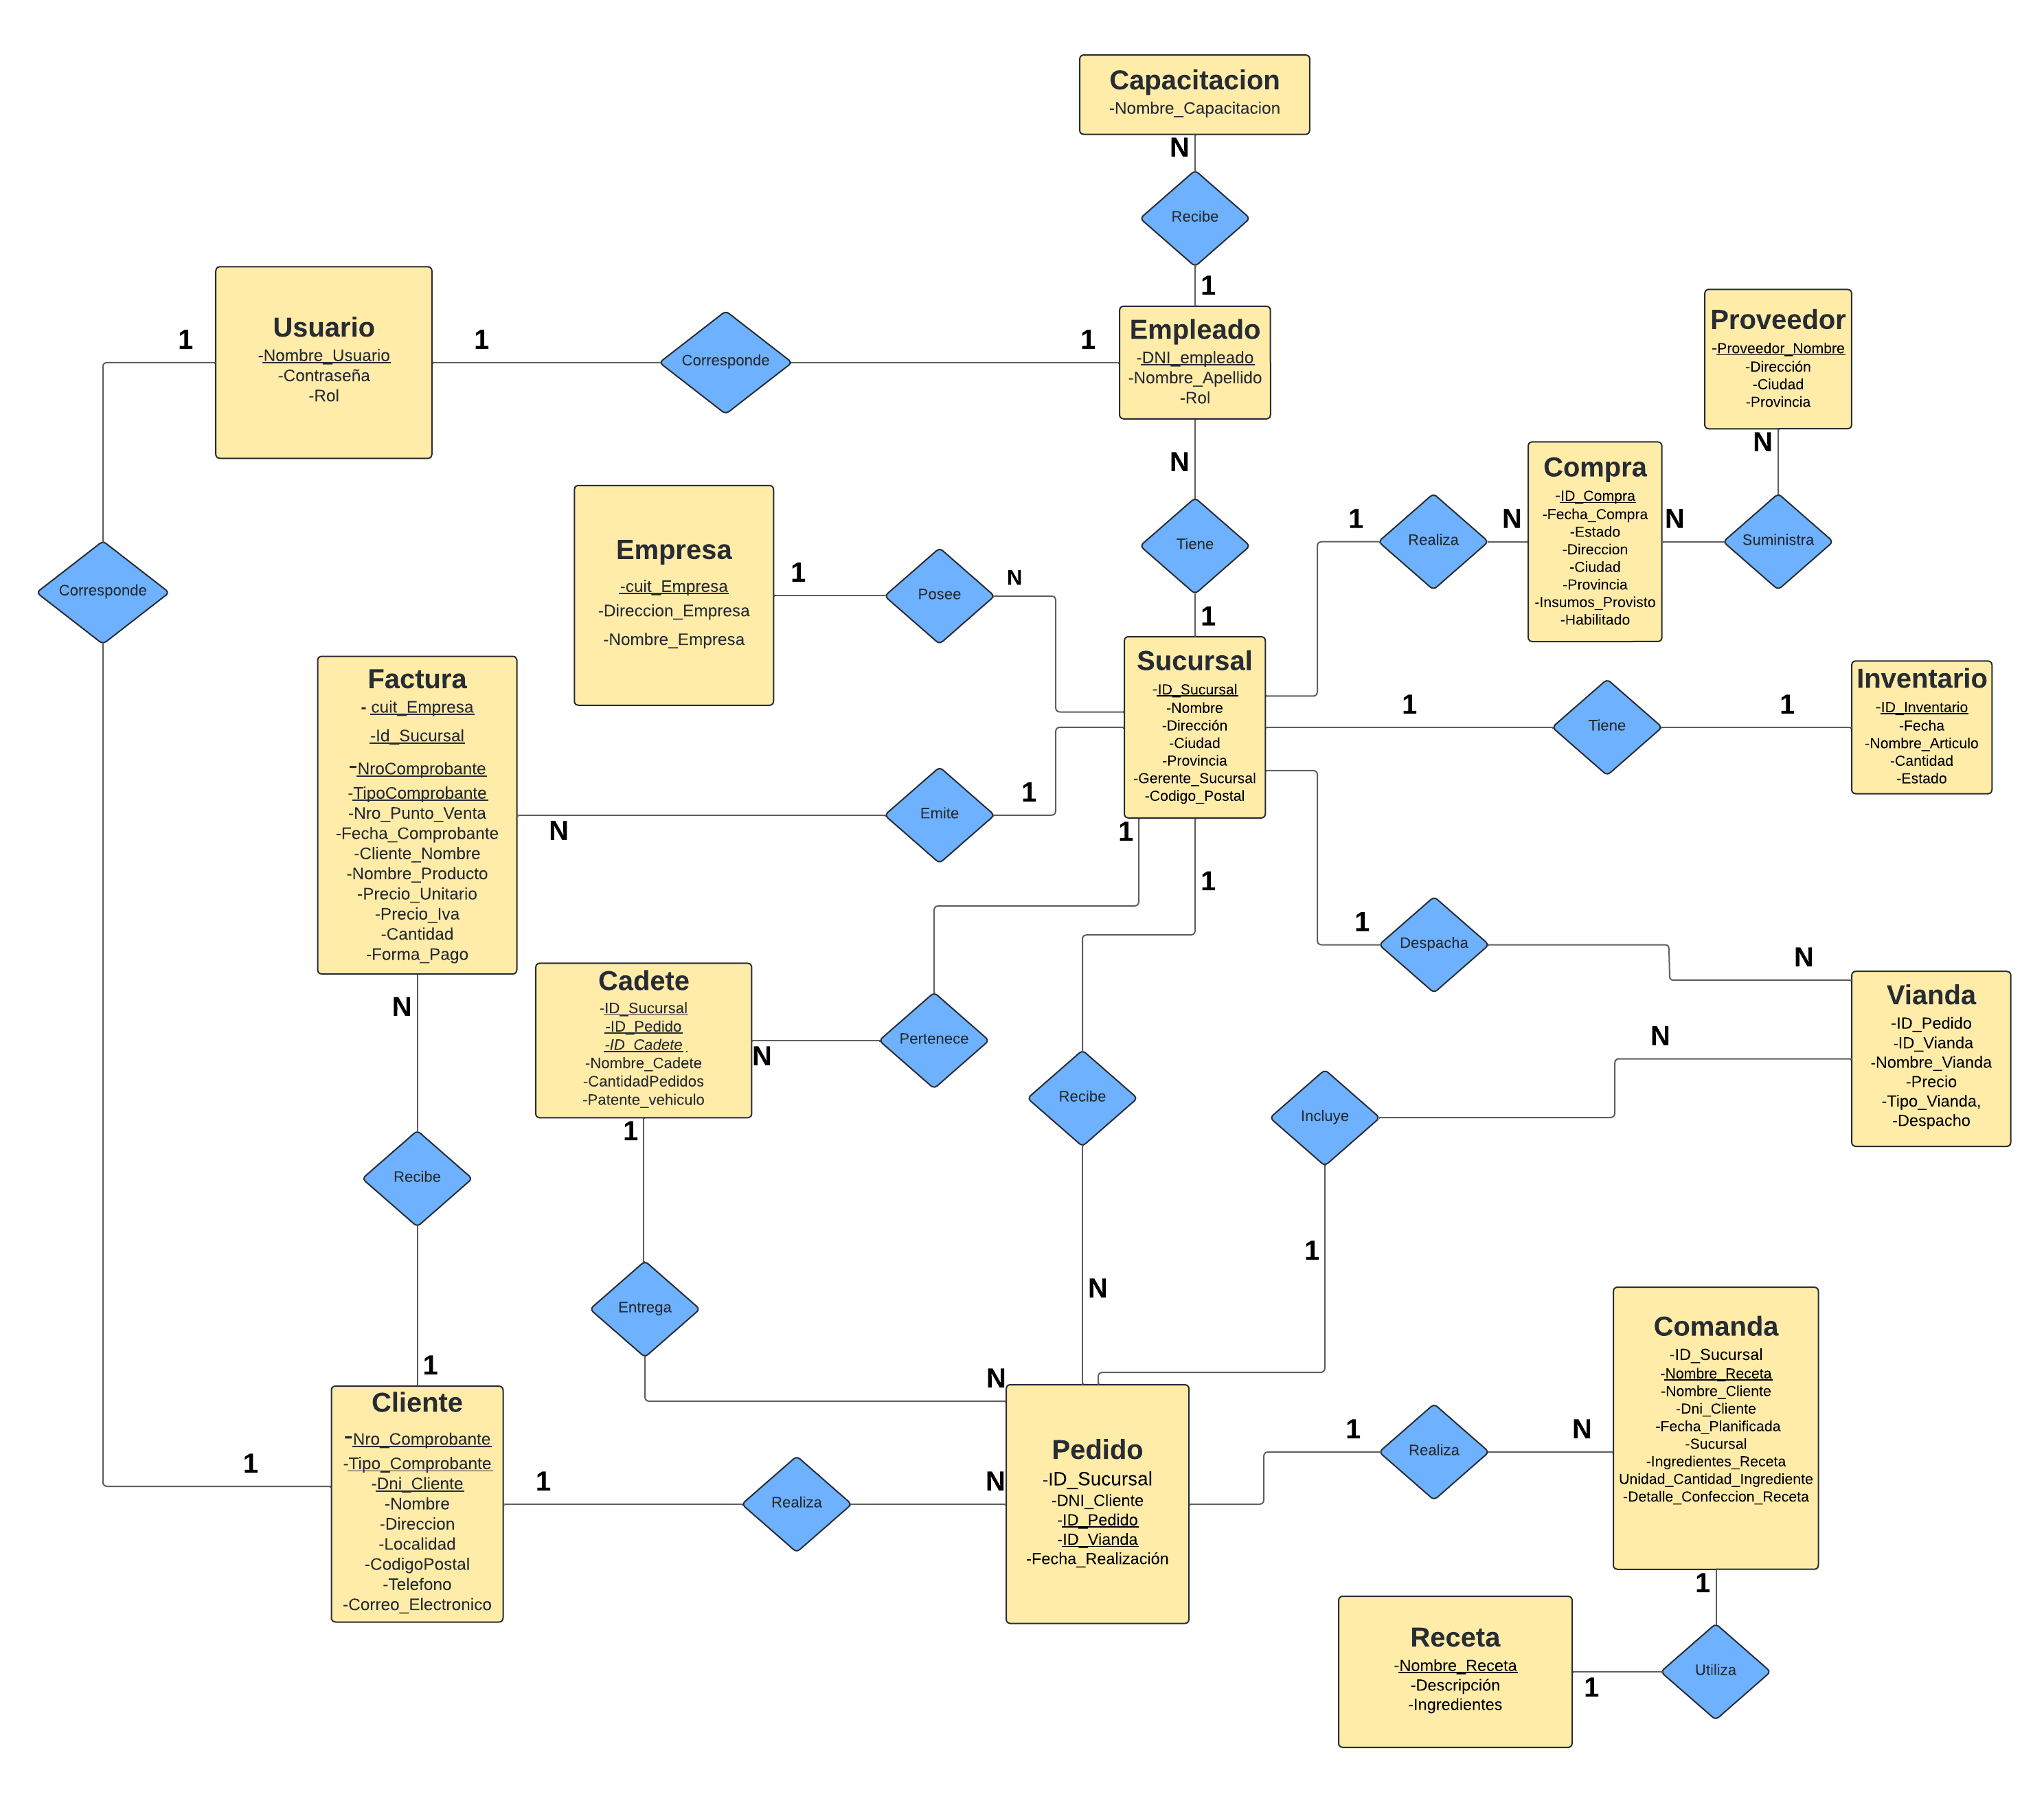 Capacitacion
-Nombre_Capacitacion
N
Recibe
1
Usuario
-Nombre_Usuario
-Contraseña
-Rol
1
1
Corresponde
1
Empleado
-DNI_empleado
-Nombre_Apellido
-Rol
Proveedor
-Proveedor_Nombre
-Dirección
-Ciudad
-Provincia
N
N
Tiene
1
Corresponde
Empresa
-cuit_Empresa
-Direccion_Empresa
-Nombre_Empresa
1
Posee
N
1
Realiza
N
Compra
-ID_Compra
-Fecha_Compra
-Estado
-Direccion
-Ciudad
-Provincia
-Insumos_Provisto
-Habilitado
N
Suministra
Sucursal
-ID_Sucursal
-Nombre
-Dirección
-Ciudad
-Provincia
-Gerente_Sucursal
-Codigo_Postal
1
Tiene
1
Inventario
-ID_Inventario
-Fecha
-Nombre_Articulo
-Cantidad
-Estado
Factura
- cuit_Empresa
-Id_Sucursal
-NroComprobante
-TipoComprobante
-Nro_Punto_Venta
-Fecha_Comprobante
-Cliente_Nombre
-Nombre_Producto
-Precio_Unitario
-Precio_Iva
-Cantidad
-Forma_Pago
N
Emite
1
1
1
1
Despacha
N
Vianda
-ID_Pedido
-ID_Vianda
-Nombre_Vianda
-Precio
-Tipo_Vianda,
-Despacho
N
Cadete
-ID_Sucursal
-ID_Pedido
-ID_Cadete
-Nombre_Cadete
-CantidadPedidos
-Patente_vehiculo
N
Pertenece
Recibe
Incluye
N
1
1
Recibe
Entrega
N
1
N
1
Cliente
-Nro_Comprobante
-Tipo_Comprobante
-Dni_Cliente
-Nombre
-Direccion
-Localidad
-CodigoPostal
-Telefono
-Correo_Electronico
1
1
Realiza
N
Pedido
-ID_Sucursal
-DNI_Cliente
-ID_Pedido
-ID_Vianda
-Fecha_Realización
1
Realiza
N
Comanda
-ID_Sucursal
-Nombre_Receta
-Nombre_Cliente
-Dni_Cliente
-Fecha_Planificada
-Sucursal
-Ingredientes_Receta
Unidad_Cantidad_Ingrediente
-Detalle_Confeccion_Receta
1
Utiliza
1
Receta
-Nombre_Receta
-Descripción
-Ingredientes